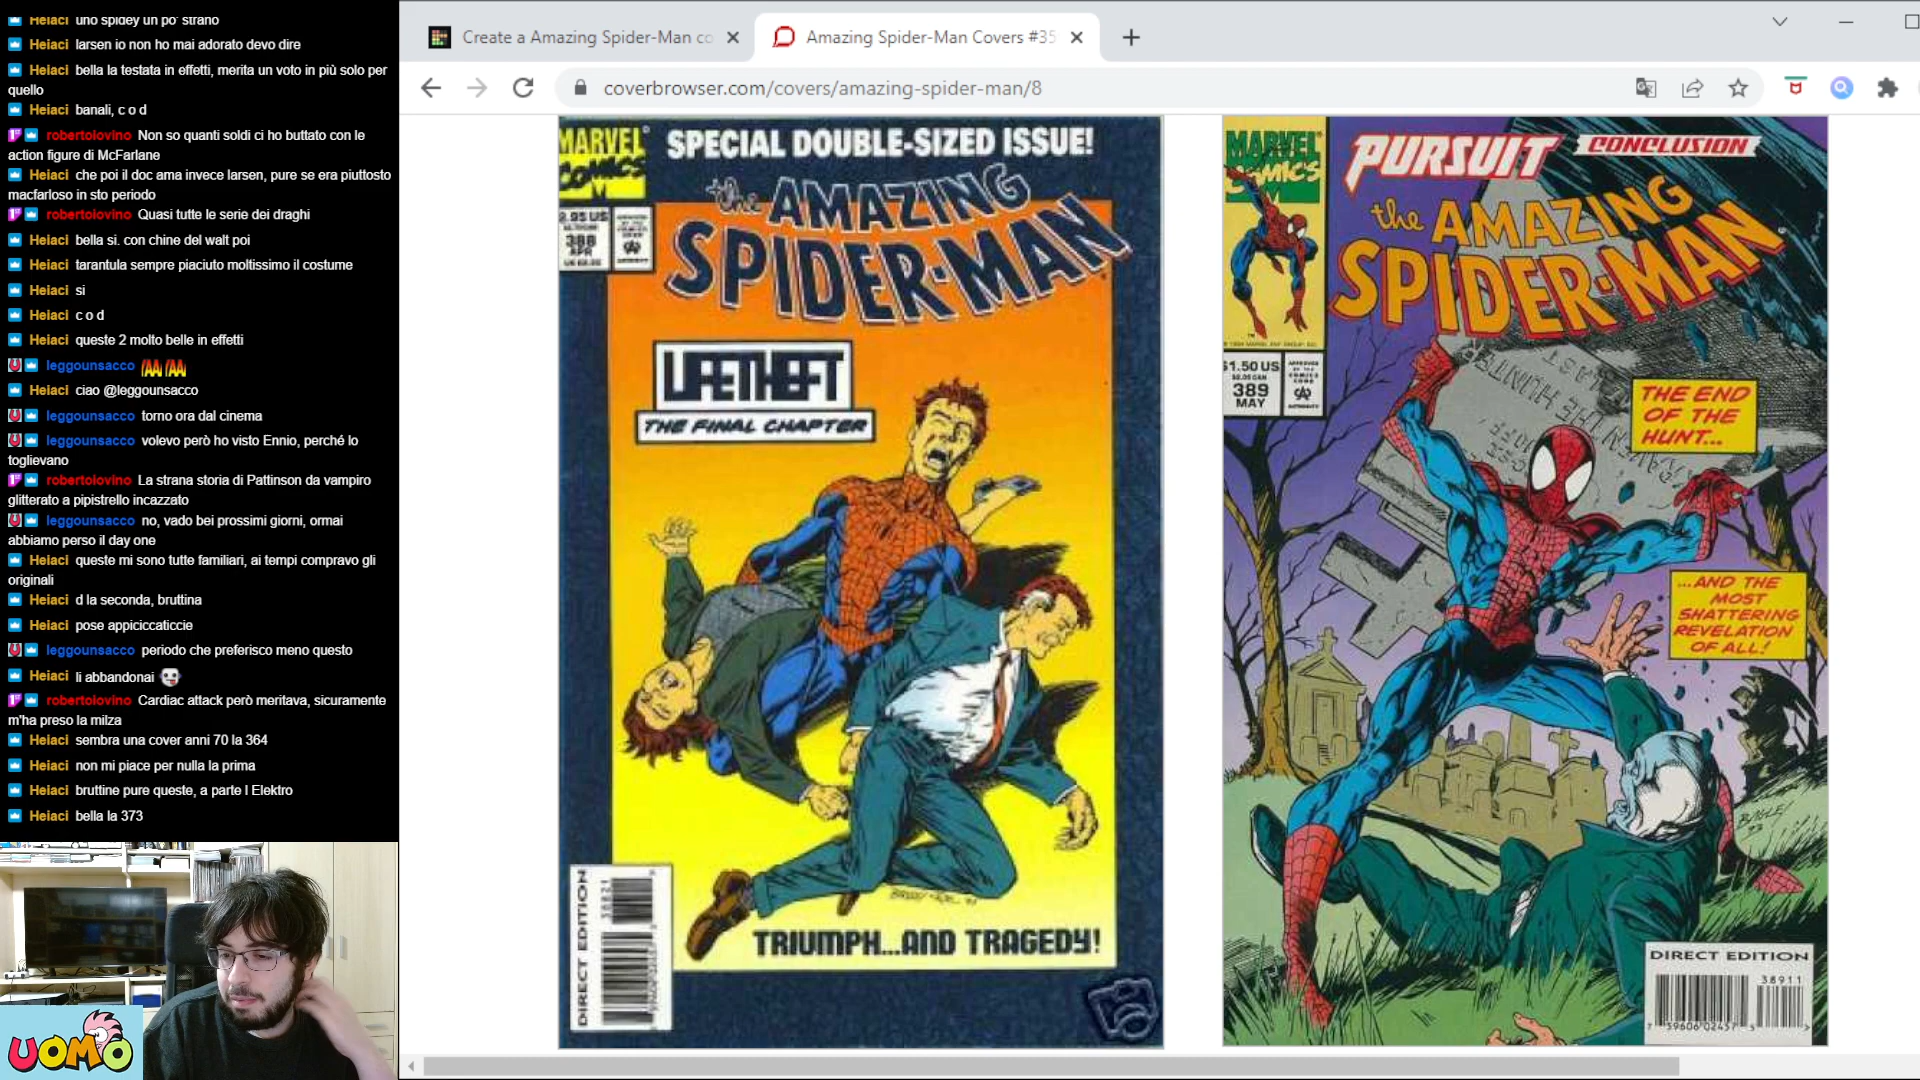 Heiaci uno spidey un po' strano
Heiaci larsen io non ho mai adorato devo dire
Heiaci bella la testata in effetti, merita un voto in più solo per
quello
Heiaci banali, c o d
robertolovino Non so quanti soldi ci ho buttato con le
action figure di McFarlane
Heiaci che poi il doc ama invece larsen, pure se era piuttosto
macfarloso in sto periodo
robertolovino Quasi tutte le serie dei draghi
Heiaci bella si. con chine del walt poi
Heiaci tarantula sempre piaciuto moltissimo il costume
Heiaci si
Heiaci c o d
Heiaci queste 2 molto belle in effetti
leggounsacco
Heiaci ciao @leggounsacco
leggounsacco torno ora dal cinema
leggounsacco volevo però ho visto Ennio, perché lo
toglievano
robertolovino La strana storia di Pattinson da vampiro
glitterato a pipistrello incazzato
leggounsacco no, vado bei prossimi giorni, ormai
abbiamo perso il day one
Heiaci queste mi sono tutte familiari, ai tempi compravo gli
originali
Heiaci d la seconda, bruttina
Heiaci pose appiciccaticcie
leggounsacco periodo che preferisco meno questo
Heiaci li abbandonai
robertolovino Cardiac attack però meritava, sicuramente
m'ha preso la milza
Heiaci sembra una cover anni 70 la 364
Heiaci non mi piace per nulla la prima
Heiaci bruttine pure queste, a parte l Elektro
Heiaci bella la 373
UOMO
Create a Amazing Spider-Man co
Amazing Spider-Man Covers #35
coverbrowser.com/covers/amazing-spider-man/8
MARVEL
COMICS
SPECIAL DOUBLE-SIZED ISSUE!
the AMAZING
SPIDER-MAN
388
APR
LIFETHEFT
THE FINAL CHAPTER
TRIUMPH...AND TRAGEDY!
DIRECT EDITION
38821
MARVEL
COMICS
PURSUIT CONCLUSION
the AMAZING
SPIDER-MAN
$1.50 US
389
MAY
APPROVED
BY THE
COMICS
CODE
AUTHORITY
THE END
OF THE
HUNT...
...AND THE
MOST
SHATTERING
REVELATION
OF ALL!
BAGLEY
'93
DIRECT EDITION
38911